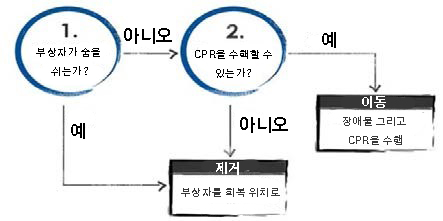 1.
부상자가 숨을
쉬는가?
아니오
2.
CPR을 수행할 수
있는가?
예
이동
장애물 그리고
CPR을 수행
예
아니오
제거
부상자를 회복 위치로